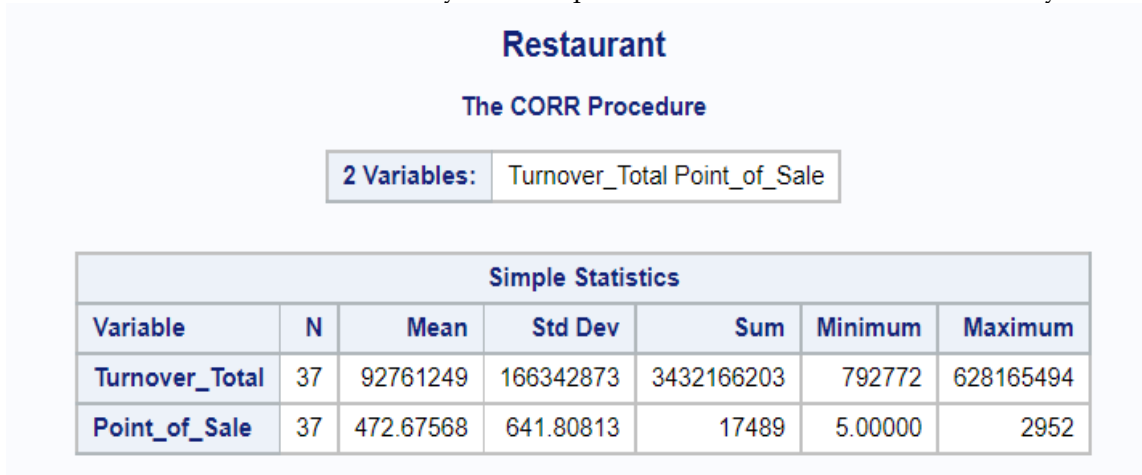 Restaurant
The CORR Procedure
2 Variables: Turnover_Total Point_of_Sale
Simple Statistics
Variable N Mean Std Dev Sum Minimum Maximum
Turnover_Total 37 92761249 166342873 3432166203 792772 628165494
Point_of_Sale 37 472.67568 641.80813 17489 5.00000 2952